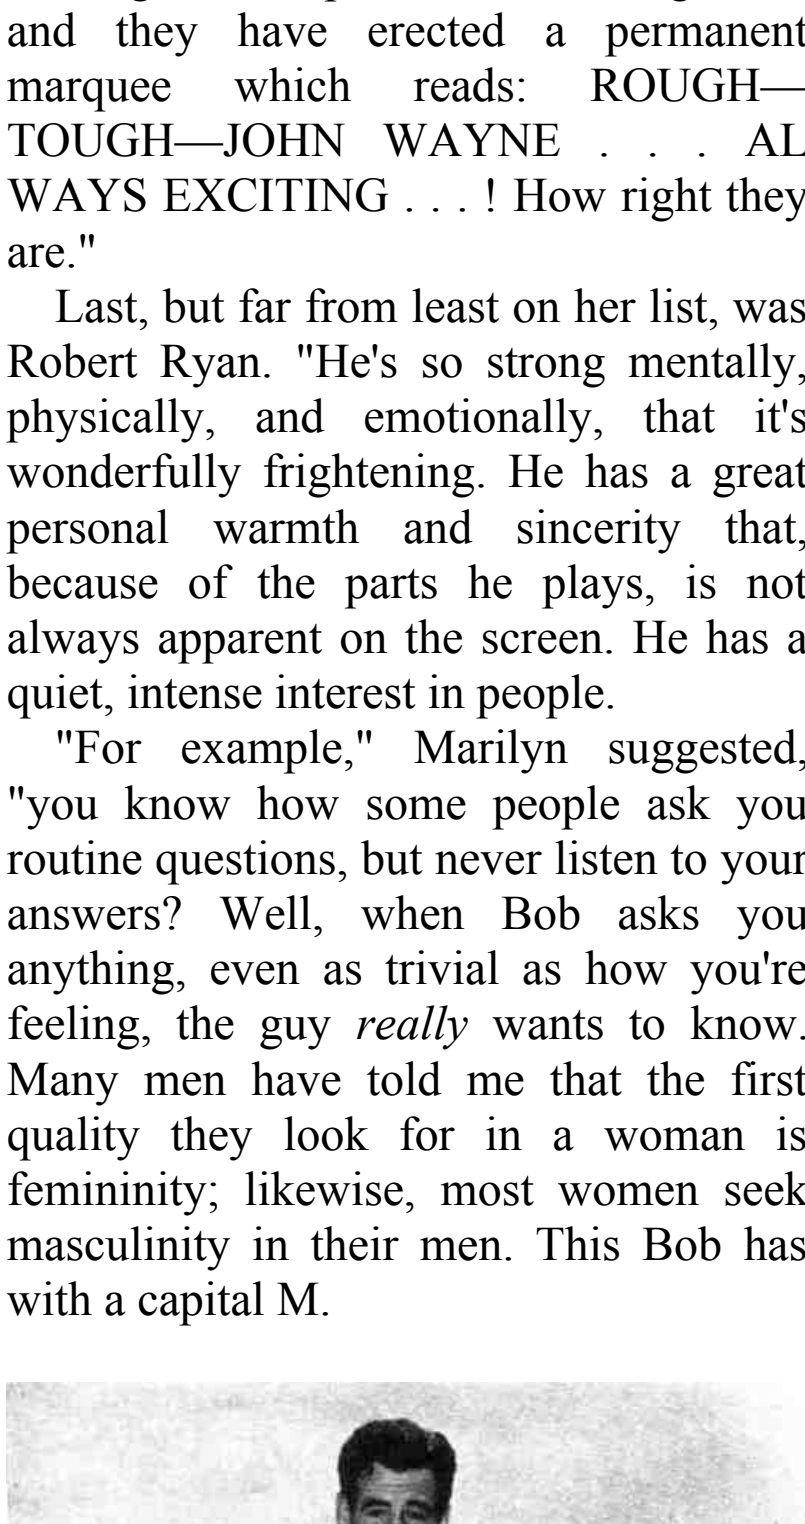 and they have erected a permanent
marquee which reads: ROUGH—
TOUGH—JOHN WAYNE . . . AL
WAYS EXCITING . . . ! How right they
are."
Last, but far from least on her list, was
Robert Ryan. "He's so strong mentally,
physically, and emotionally, that it's
wonderfully frightening. He has a great
personal warmth and sincerity that,
because of the parts he plays, is not
always apparent on the screen. He has a
quiet, intense interest in people.
"For example," Marilyn suggested,
"you know how some people ask you
routine questions, but never listen to your
answers? Well, when Bob asks you
anything, even as trivial as how you're
feeling, the guy really wants to know.
Many men have told me that the first
quality they look for in a woman is
femininity; likewise, most women seek
masculinity in their men. This Bob has
with a capital M.